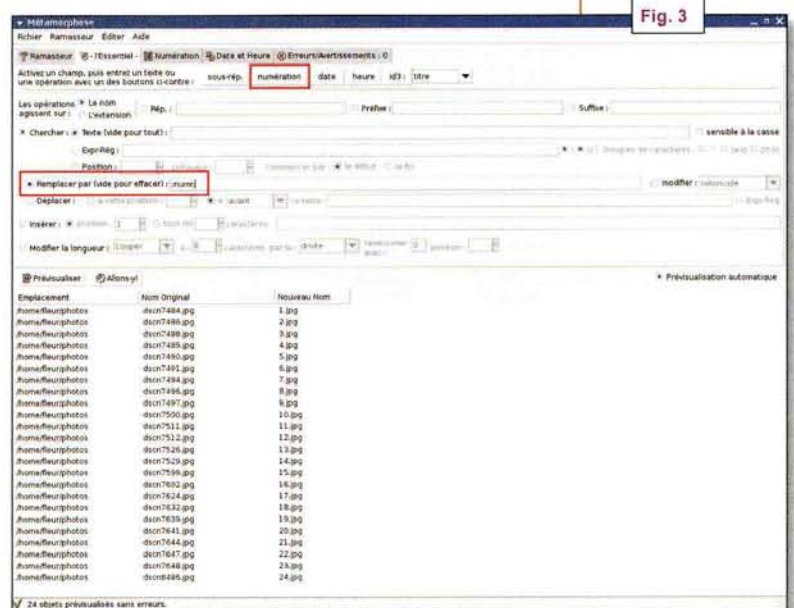 Fig. 3
Métamorphose
Fichier Ramasseur Éditer Aide
Ramasseur - l'Essentiel - Numération Date et Heure Erreurs/Avertissements : 0
Activez un champ, puis entrez un texte ou
une opération avec un des boutons ci-contre :
sous-rép. numération date heure id3 : titre
Les opérations agissent sur : Le nom L'extension
Rép. : Préfixe : Suffixe :
Chercher : Texte (vide pour tout) : sensible à la casse
Expr-Rég :
Position :
Remplacer par (vide pour effacer) : :numr: modifier :
Déplacer :
Insérer :
Modifier la longueur : droite
Prévisualiser Allons-y! Prévisualisation automatique
Emplacement Nom Original Nouveau Nom
/home/fleur/photos dscn7484.jpg 1.jpg
/home/fleur/photos dscn7486.jpg 2.jpg
/home/fleur/photos dscn7488.jpg 3.jpg
/home/fleur/photos dscn7489.jpg 4.jpg
/home/fleur/photos dscn7490.jpg 5.jpg
/home/fleur/photos dscn7491.jpg 6.jpg
/home/fleur/photos dscn7494.jpg 7.jpg
/home/fleur/photos dscn7496.jpg 8.jpg
/home/fleur/photos dscn7497.jpg 9.jpg
/home/fleur/photos dscn7500.jpg 10.jpg
/home/fleur/photos dscn7511.jpg 11.jpg
/home/fleur/photos dscn7512.jpg 12.jpg
/home/fleur/photos dscn7526.jpg 13.jpg
/home/fleur/photos dscn7529.jpg 14.jpg
/home/fleur/photos dscn7599.jpg 15.jpg
/home/fleur/photos dscn7602.jpg 16.jpg
/home/fleur/photos dscn7624.jpg 17.jpg
/home/fleur/photos dscn7632.jpg 18.jpg
/home/fleur/photos dscn7639.jpg 19.jpg
/home/fleur/photos dscn7641.jpg 20.jpg
/home/fleur/photos dscn7644.jpg 21.jpg
/home/fleur/photos dscn7647.jpg 22.jpg
/home/fleur/photos dscn7648.jpg 23.jpg
/home/fleur/photos dscn8486.jpg 24.jpg
24 objets prévisualisés sans erreurs.